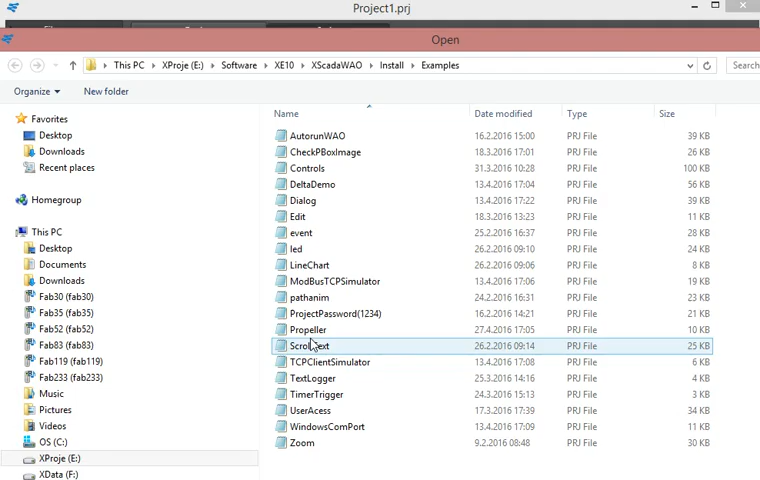 Project1.prj
Open
This PC XProje (E:) Software XE10 XScadaWAO Install Examples Search
Organize New folder
Name Date modified Type Size
Favorites
Desktop
Downloads
Recent places
Homegroup
This PC
Desktop
Documents
Downloads
Fab30 (fab30)
Fab35 (fab35)
Fab52 (fab52)
Fab83 (fab83)
Fab119 (fab119)
Fab233 (fab233)
Music
Pictures
Videos
OS (C:)
XProje (E:)
XData (F:)
AutorunWAO 16.2.2016 15:00 PRJ File 39 KB
CheckPBoxImage 18.3.2016 17:01 PRJ File 26 KB
Controls 31.3.2016 10:28 PRJ File 100 KB
DeltaDemo 13.4.2016 17:04 PRJ File 56 KB
Dialog 13.4.2016 17:22 PRJ File 39 KB
Edit 18.3.2016 13:23 PRJ File 11 KB
event 25.2.2016 16:37 PRJ File 28 KB
led 26.2.2016 09:10 PRJ File 24 KB
LineChart 26.2.2016 09:06 PRJ File 8 KB
ModBusTCPSimulator 13.4.2016 17:06 PRJ File 19 KB
pathanim 24.2.2016 16:31 PRJ File 23 KB
ProjectPassword(1234) 16.2.2016 14:21 PRJ File 21 KB
Propeller 27.4.2016 17:05 PRJ File 10 KB
26.2.2016 09:14 PRJ File 25 KB
TCPClientSimulator 13.4.2016 17:08 PRJ File 6 KB
TextLogger 25.3.2016 14:16 PRJ File 4 KB
TimerTrigger 24.3.2016 15:13 PRJ File 3 KB
UserAcess 17.3.2016 17:39 PRJ File 34 KB
WindowsComPort 13.4.2016 17:09 PRJ File 11 KB
Zoom 9.2.2016 08:48 PRJ File 30 KB